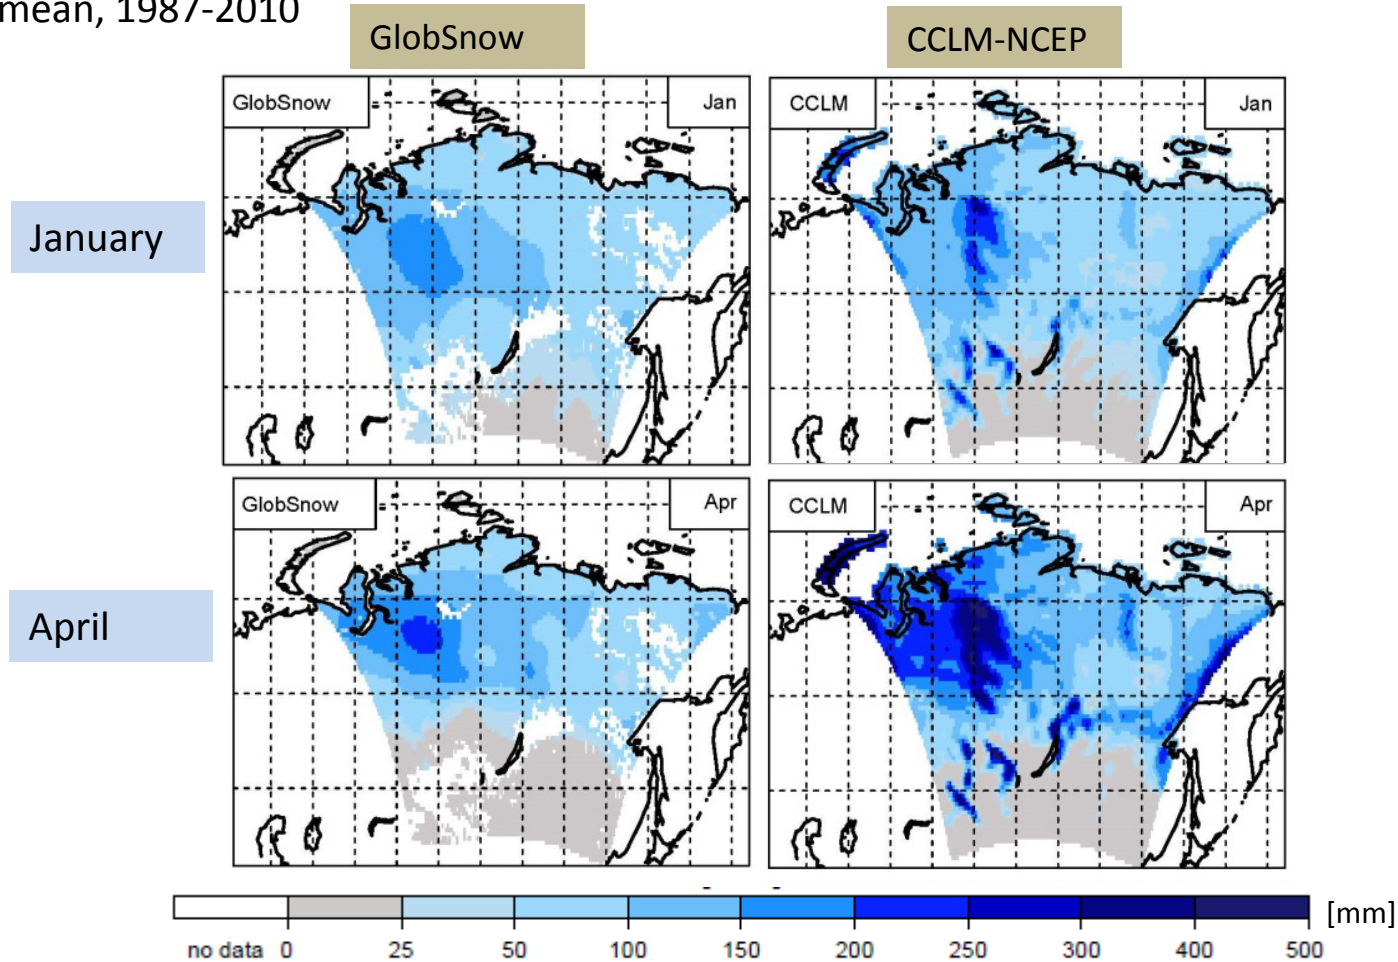 mean, 1987-2010
GlobSnow
CCLM-NCEP
GlobSnow
Jan
CCLM
Jan
January
GlobSnow
Apr
CCLM
Apr
April
[mm]
no data 0 25 50 100 150 200 250 300 400 500